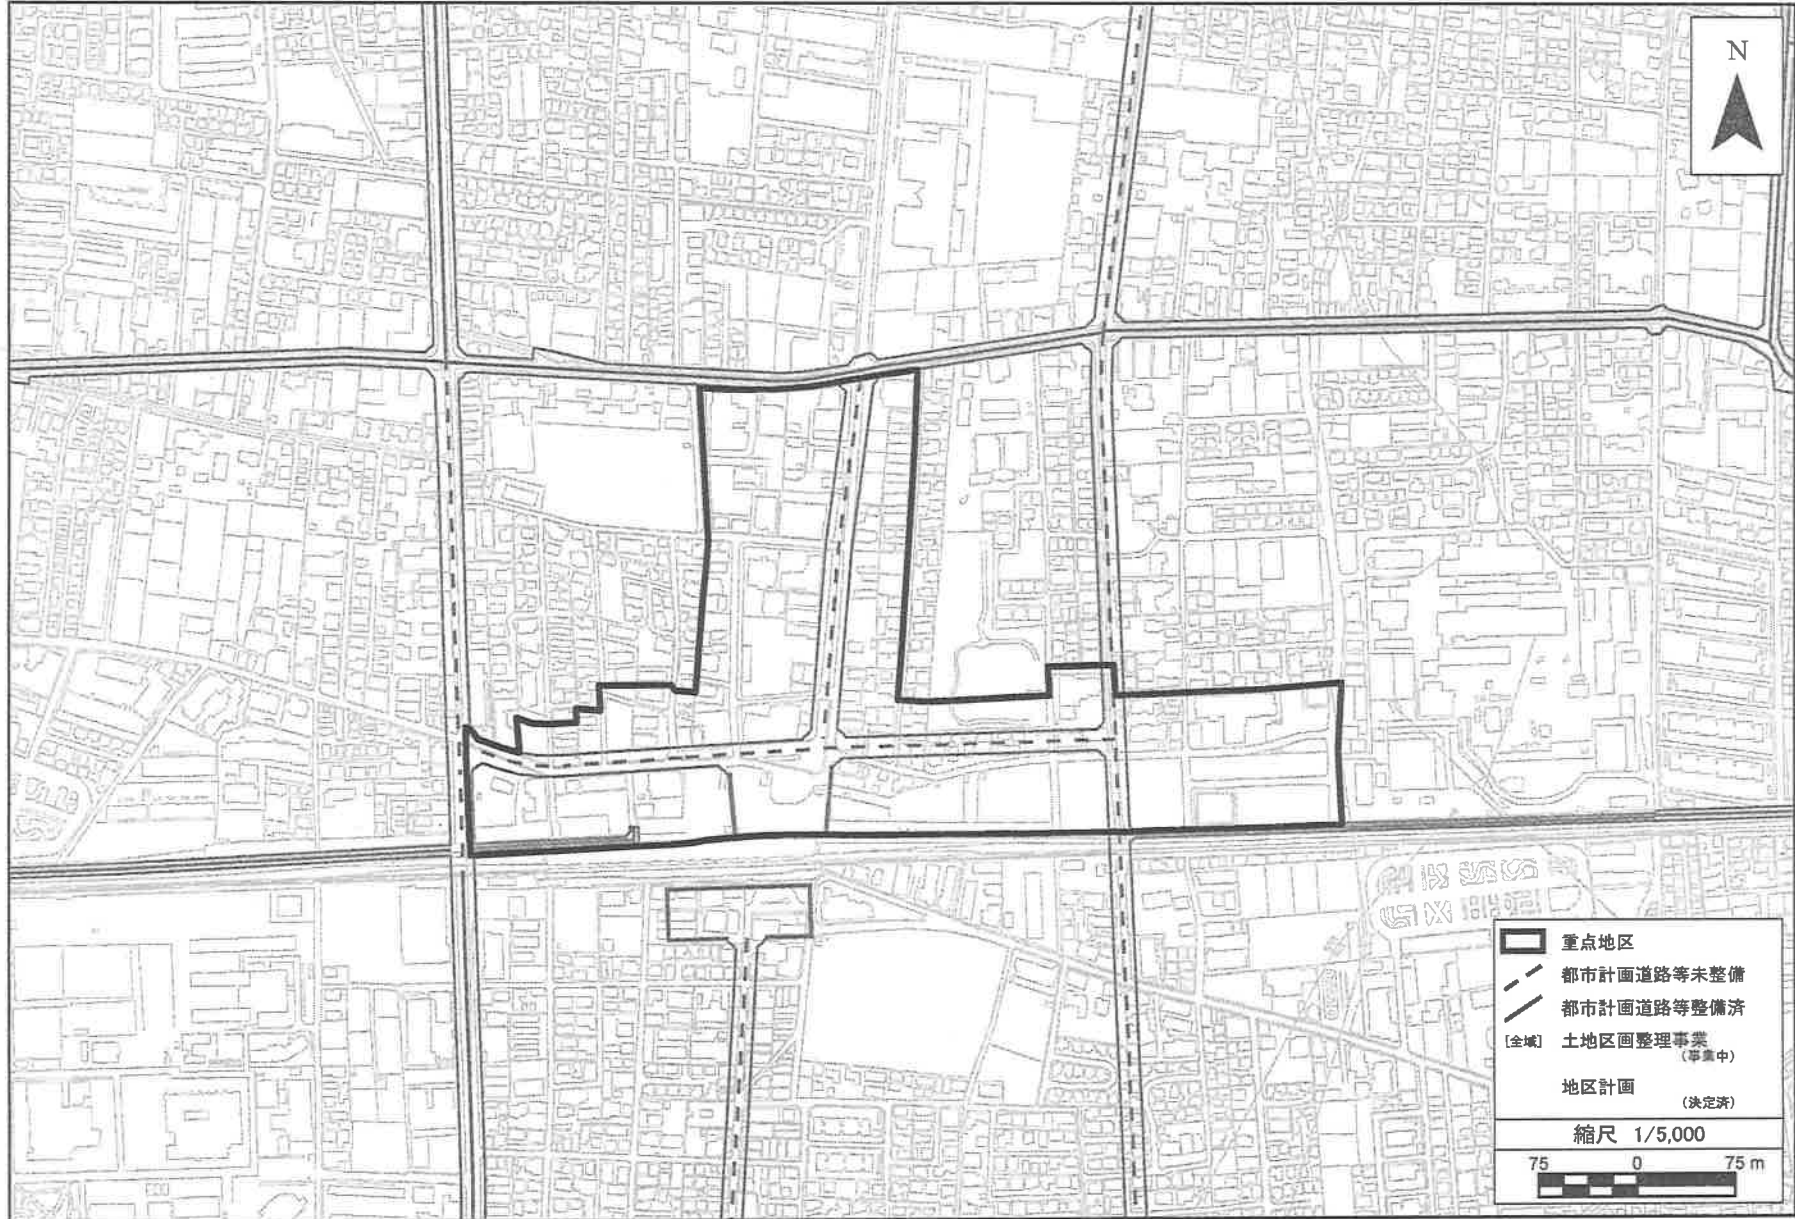 N
重点地区
都市計画道路等未整備
都市計画道路等整備済
[全域] 土地区画整理事業
(事業中)
地区計画
(決定済)
縮尺 1/5,000
75 0 75 m